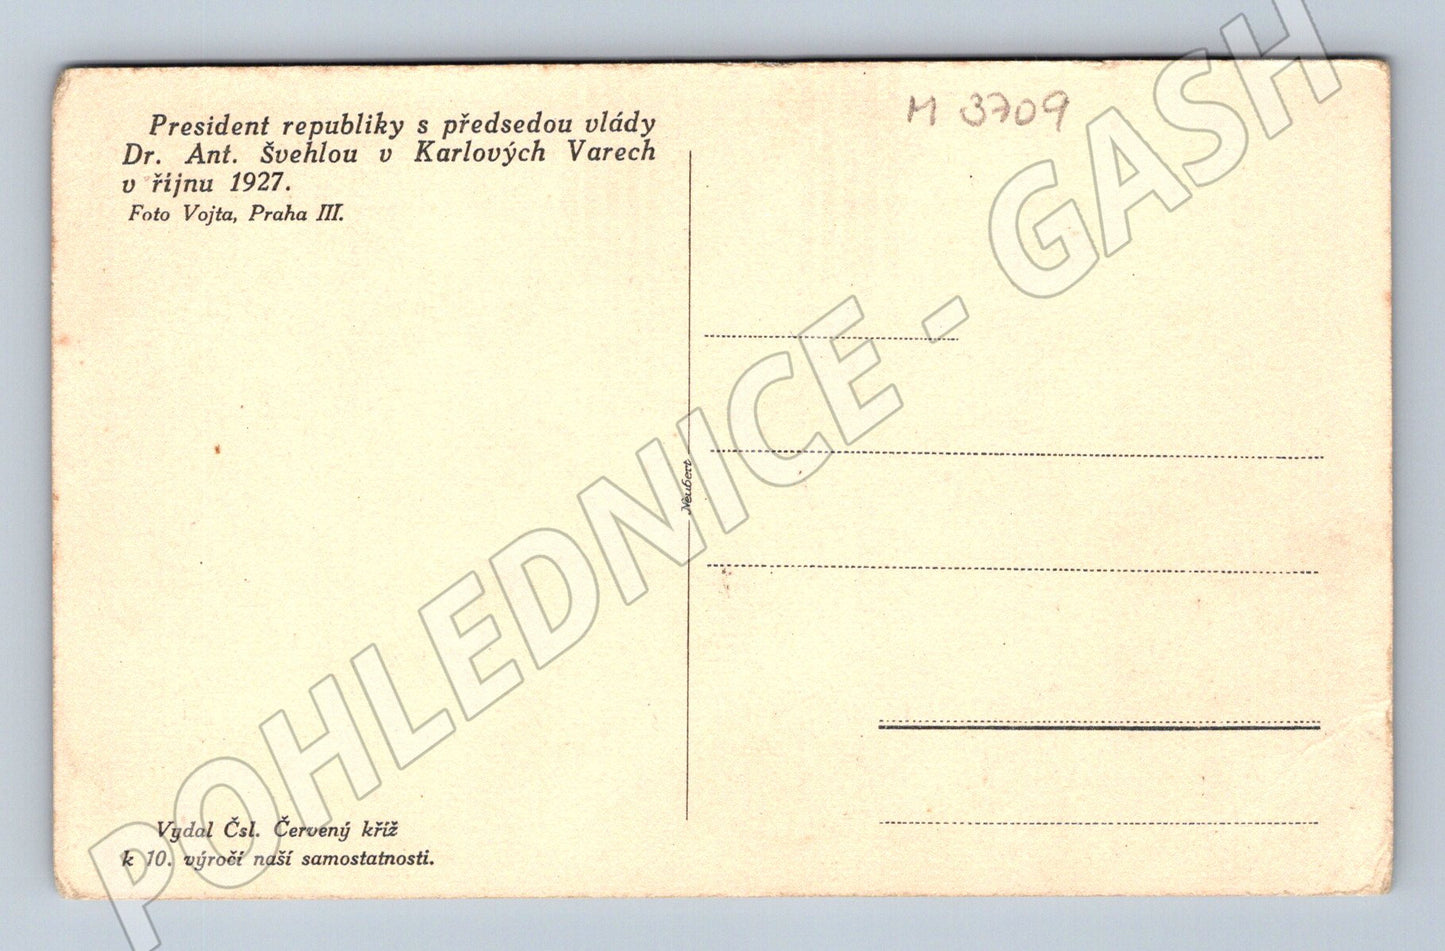 President republiky s předsedou vlády
Dr. Ant. Švehlou v Karlových Varech
v říjnu 1927.
Foto Vojta, Praha III.
M 3709
Neubert
Vydal Čsl. Červený kříž
k 10. výročí naší samostatnosti.
POHLEDNICE - GASH